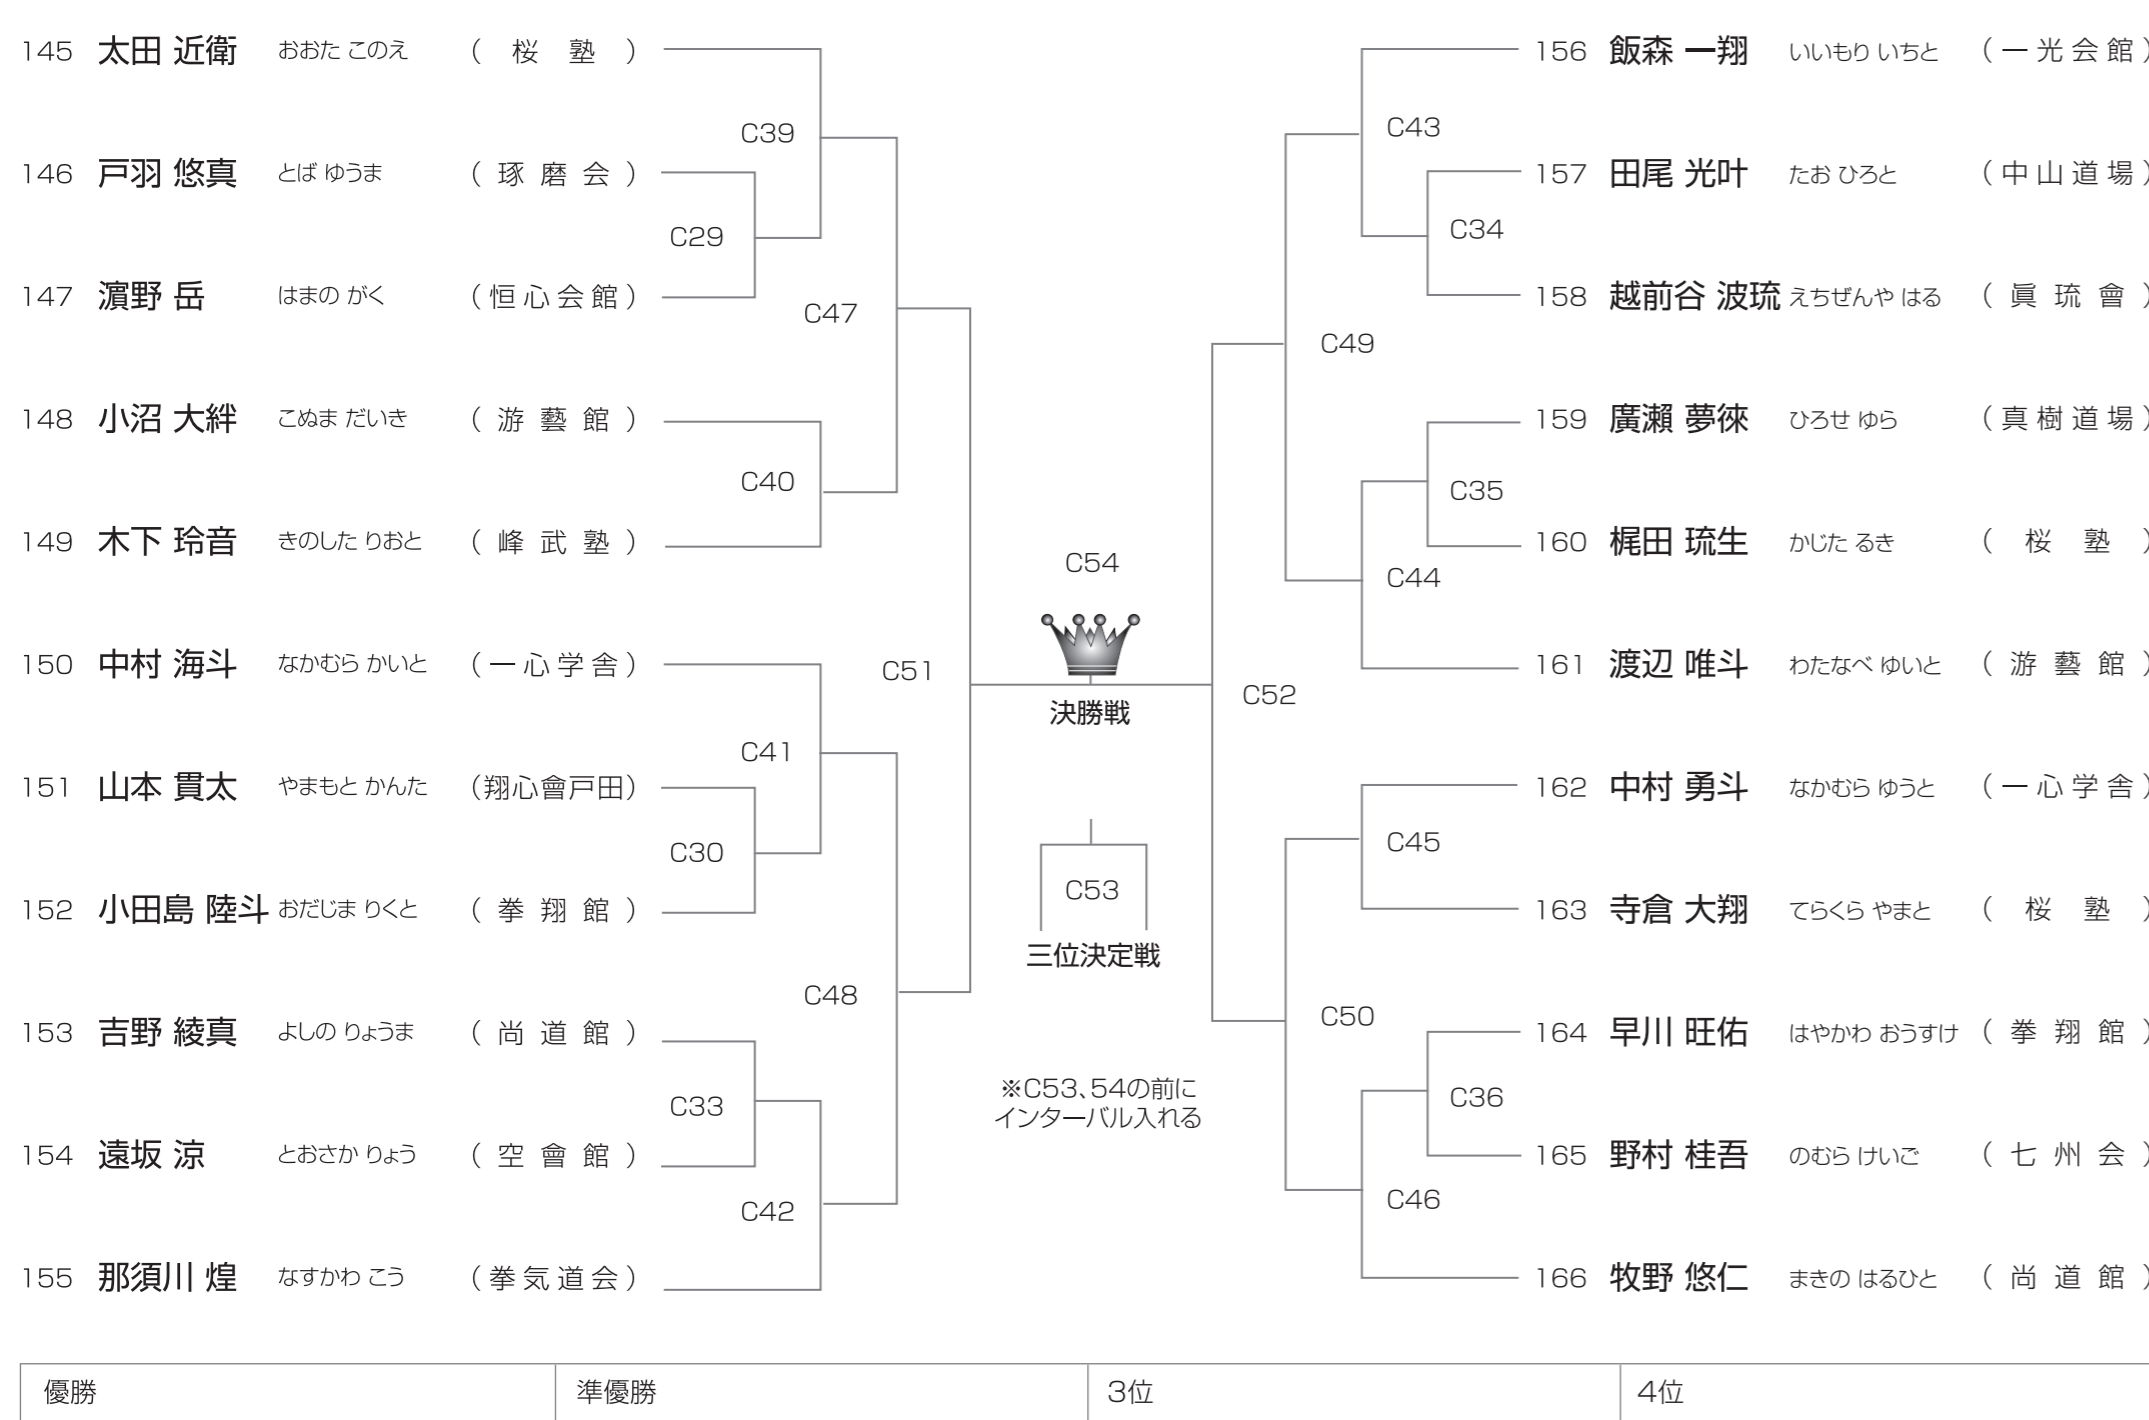 145 太田 近衛 おおた このえ （桜塾）
C39
146 戸羽 悠真 とば ゆうま （琢磨会）
C29
147 濵野 岳 はまの がく （恒心会館）
C47
148 小沼 大絆 こぬま だいき （游藝館）
C40
149 木下 玲音 きのした りおと （峰武塾）
150 中村 海斗 なかむら かいと （一心学舎）
C51
C41
151 山本 貫太 やまもと かんた （翔心會戸田）
C30
152 小田島 陸斗 おだじま りくと （拳翔館）
C48
153 吉野 綾真 よしの りょうま （尚道館）
C33
154 遠坂 涼 とおさか りょう （空會館）
C42
155 那須川 煌 なすかわ こう （拳気道会）
C54
決勝戦
C53
三位決定戦
※C53、54の前に
インターバル入れる
156 飯森 一翔 いいもり いちと （一光会館）
C43
157 田尾 光叶 たお ひろと （中山道場）
C34
158 越前谷 波琉 えちぜんや はる （眞琉會）
C49
159 廣瀬 夢徠 ひろせ ゆら （真樹道場）
C35
160 梶田 琉生 かじた るき （桜塾）
C44
161 渡辺 唯斗 わたなべ ゆいと （游藝館）
C52
162 中村 勇斗 なかむら ゆうと （一心学舎）
C45
163 寺倉 大翔 てらくら やまと （桜塾）
C50
164 早川 旺佑 はやかわ おうすけ （拳翔館）
C36
165 野村 桂吾 のむら けいご （七州会）
C46
166 牧野 悠仁 まきの はるひと （尚道館）
優勝 準優勝 3位 4位